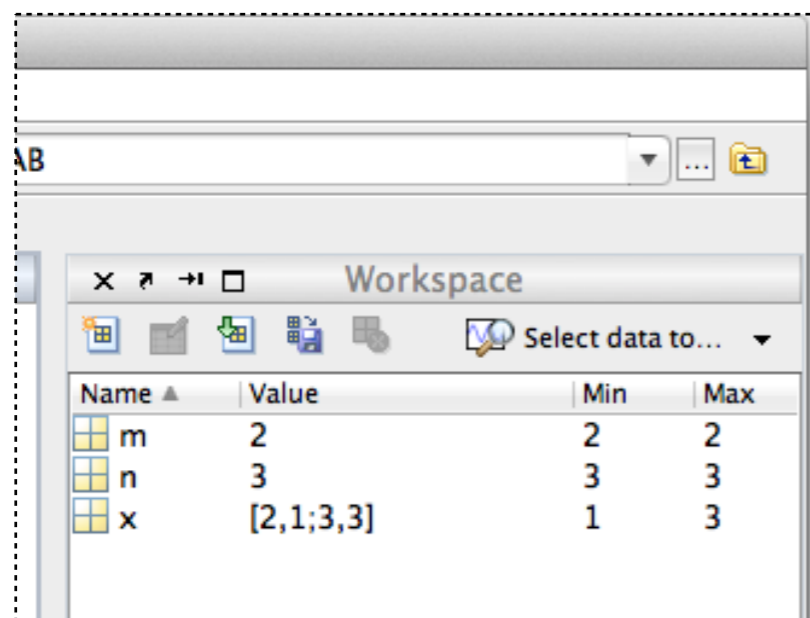 AB
...
Workspace
Select data to...
Name Value Min Max
m 2 2 2
n 3 3 3
x [2,1;3,3] 1 3